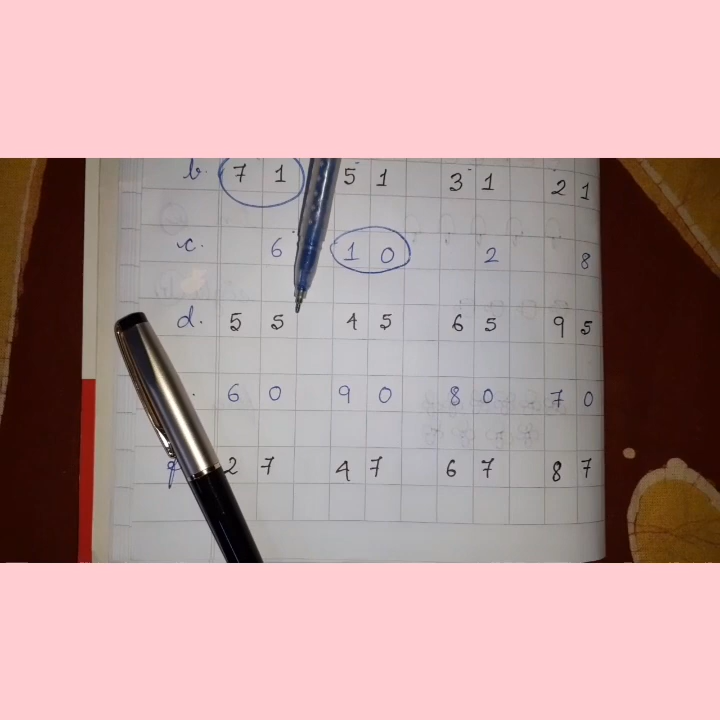 b. 71 51 31 21
c. 6 10 2 8
d. 55 45 65 95
60 90 80 70
f 27 47 67 87